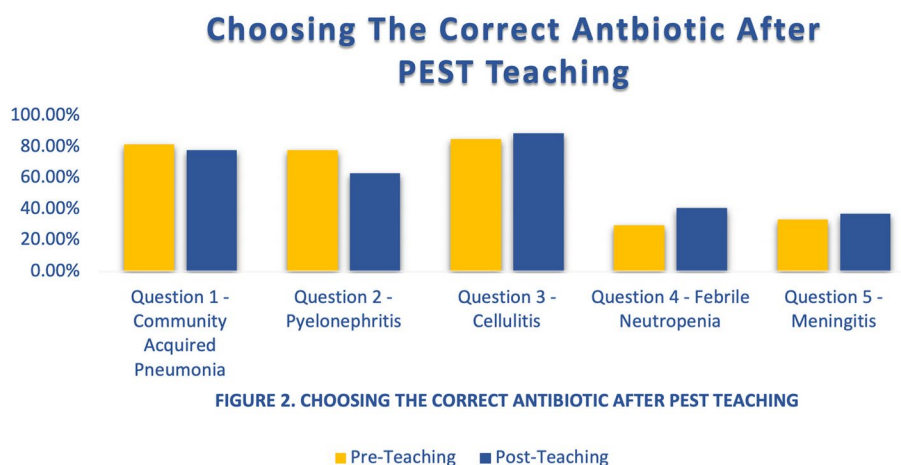 Choosing The Correct Antbiotic After
PEST Teaching
100.00%
80.00%
60.00%
40.00%
20.00%
0.00%
Question 1 -
Community
Acquired
Pneumonia
Question 2 -
Pyelonephritis
Question 3 -
Cellulitis
Question 4 - Febrile
Neutropenia
Question 5 -
Meningitis
FIGURE 2. CHOOSING THE CORRECT ANTIBIOTIC AFTER PEST TEACHING
Pre-Teaching
Post-Teaching